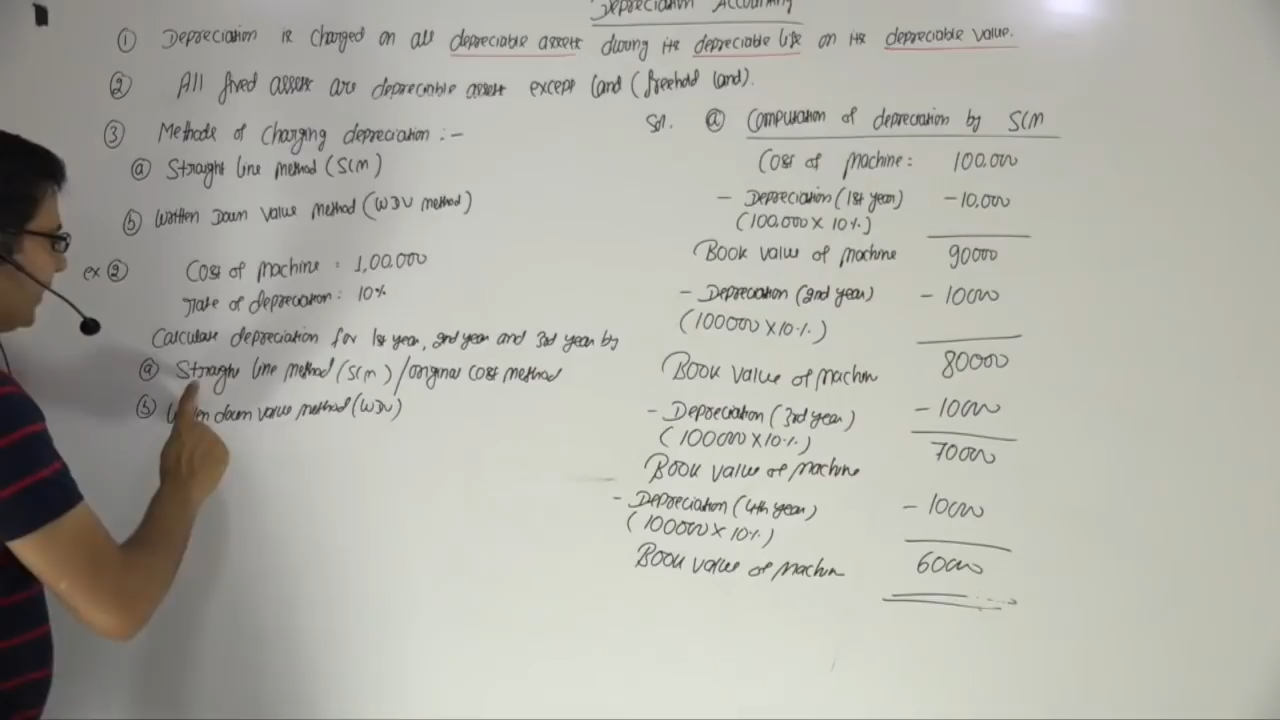 Depreciation Accounting
① Depreciation is charged on all depreciable assets during its depreciable life on its depreciable value.
② All fixed assets are depreciable assets except land (freehold land).
③ Methods of charging depreciation :-
ⓐ Straight line method (SLM)
ⓑ Written Down Value Method (WDV method)
ex ②
Cost of machine : 1,00,000
Rate of depreciation : 10%
Calculate depreciation for 1st year, 2nd year and 3rd year by
ⓐ Straight line method (SLM) / original cost method
ⓑ down value method (WDV)
Sol. ⓐ Computation of depreciation by SLM
Cost of machine : 100,000
- Depreciation (1st year) - 10,000
(100,000 × 10%)
Book value of machine 90000
- Depreciation (2nd year) - 10000
(100000 × 10%)
Book value of machine 80000
- Depreciation (3rd year) - 10000
(100000 × 10%)
Book value of machine 70000
- Depreciation (4th year) - 10000
(100000 × 10%)
Book value of machine 60000